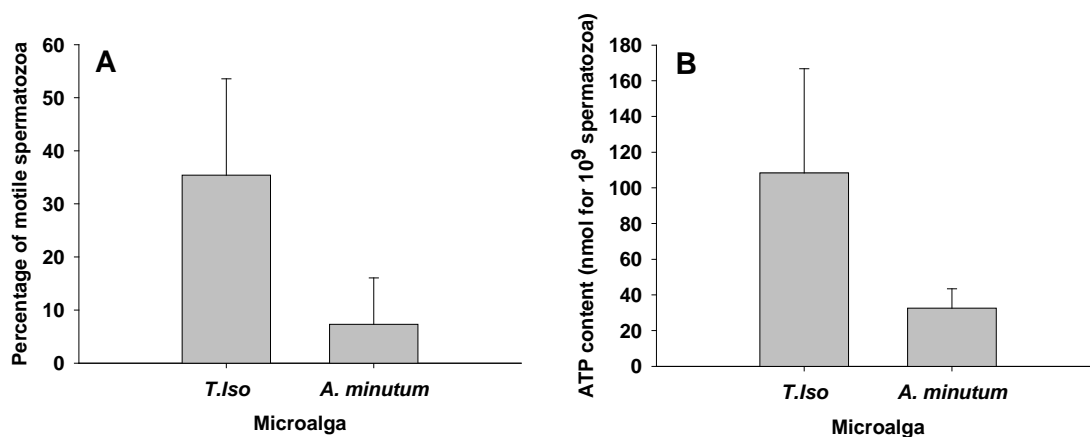 A
Percentage of motile spermatozoa
60
50
40
30
20
10
0
T.Iso A. minutum
Microalga
B
ATP content (nmol for 10⁹ spermatozoa)
180
160
140
120
100
80
60
40
20
0
T.Iso A. minutum
Microalga